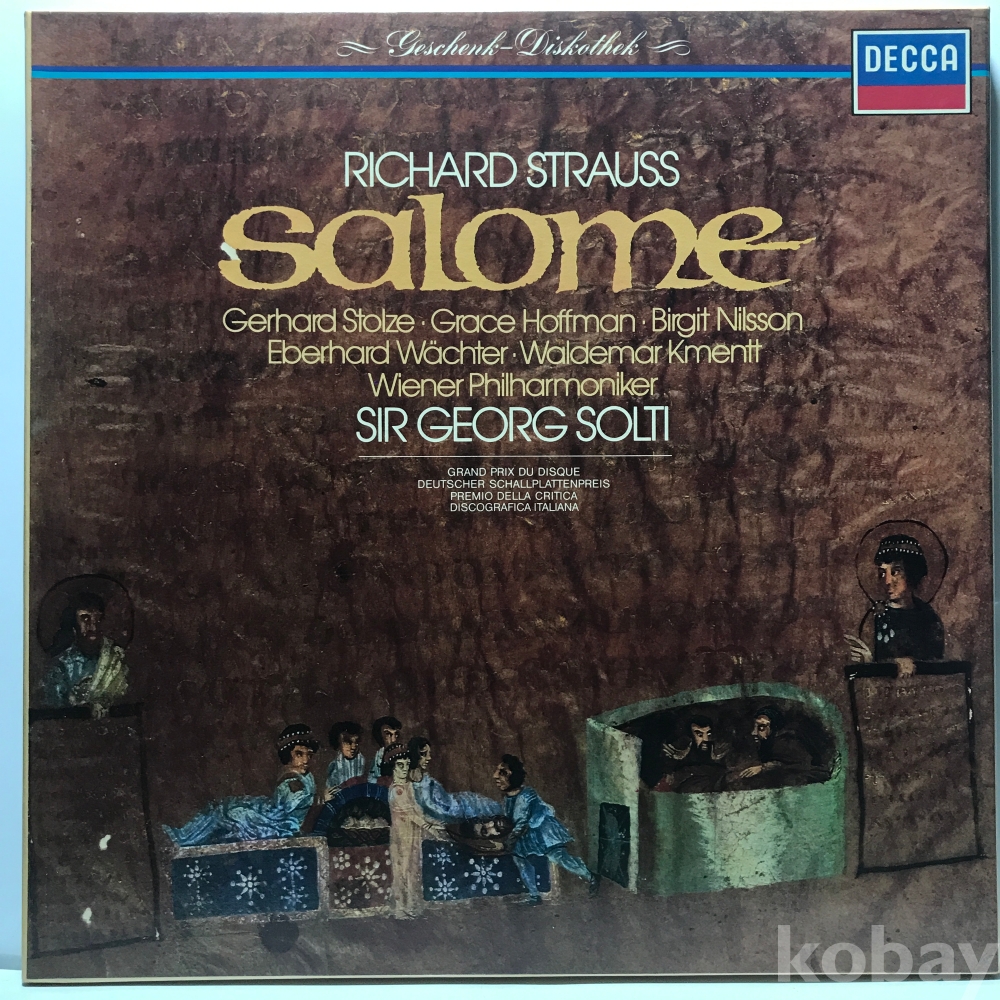 Geschenk-Diskothek
DECCA
RICHARD STRAUSS
salome
Gerhard Stolze · Grace Hoffman · Birgit Nilsson
Eberhard Wächter · Waldemar Kmentt
Wiener Philharmoniker
SIR GEORG SOLTI
GRAND PRIX DU DISQUE
DEUTSCHER SCHALLPLATTENPREIS
PREMIO DELLA CRITICA
DISCOGRAFICA ITALIANA
kobay